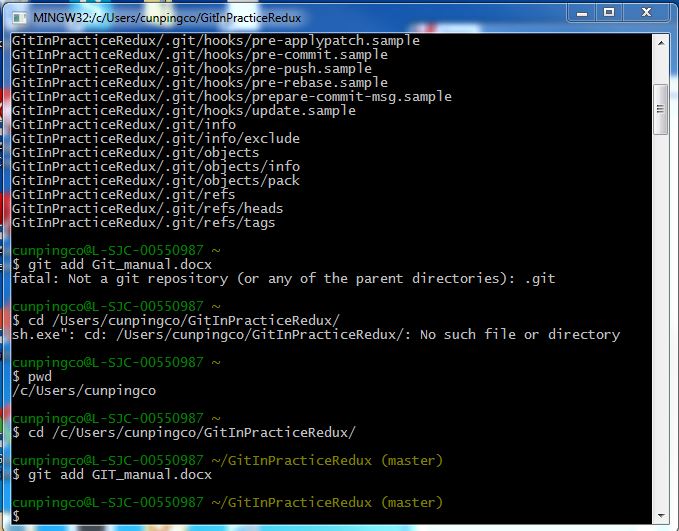 MINGW32:/c/Users/cunpingco/GitInPracticeRedux
GitInPracticeRedux/.git/hooks/pre-applypatch.sample
GitInPracticeRedux/.git/hooks/pre-commit.sample
GitInPracticeRedux/.git/hooks/pre-push.sample
GitInPracticeRedux/.git/hooks/pre-rebase.sample
GitInPracticeRedux/.git/hooks/prepare-commit-msg.sample
GitInPracticeRedux/.git/hooks/update.sample
GitInPracticeRedux/.git/info
GitInPracticeRedux/.git/info/exclude
GitInPracticeRedux/.git/objects
GitInPracticeRedux/.git/objects/info
GitInPracticeRedux/.git/objects/pack
GitInPracticeRedux/.git/refs
GitInPracticeRedux/.git/refs/heads
GitInPracticeRedux/.git/refs/tags
cunpingco@L-SJC-00550987 ~
$ git add Git_manual.docx
fatal: Not a git repository (or any of the parent directories): .git
cunpingco@L-SJC-00550987 ~
$ cd /Users/cunpingco/GitInPracticeRedux/
sh.exe": cd: /Users/cunpingco/GitInPracticeRedux/: No such file or directory
cunpingco@L-SJC-00550987 ~
$ pwd
/c/Users/cunpingco
cunpingco@L-SJC-00550987 ~
$ cd /c/Users/cunpingco/GitInPracticeRedux/
cunpingco@L-SJC-00550987 ~/GitInPracticeRedux (master)
$ git add GIT_manual.docx
cunpingco@L-SJC-00550987 ~/GitInPracticeRedux (master)
$